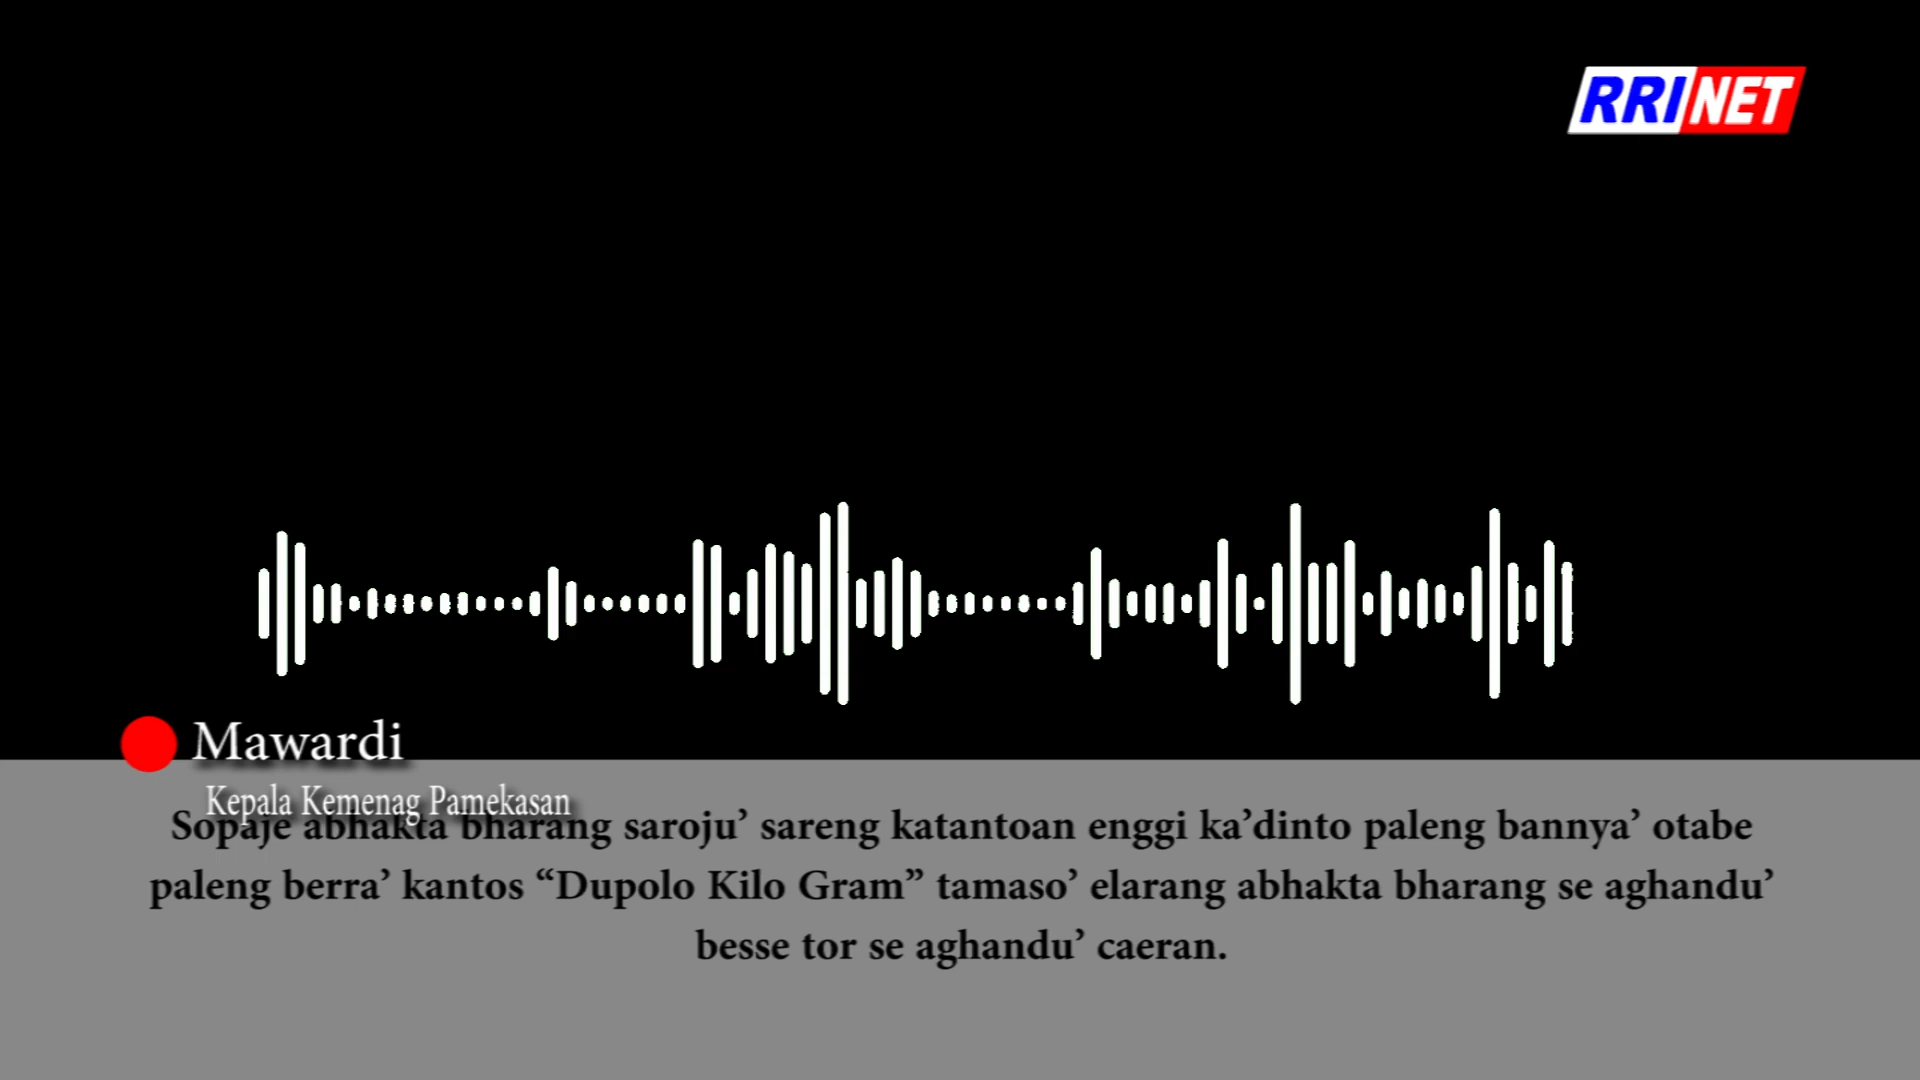 RRINET
Mawardi
Kepala Kemenag Pamekasan
Sopaje abhakta bharang saroju’ sareng katantoan enggi ka’dinto paleng bannya’ otabe
paleng berra’ kantos “Dupolo Kilo Gram” tamaso’ elarang abhakta bharang se aghandu’
besse tor se aghandu’ caeran.